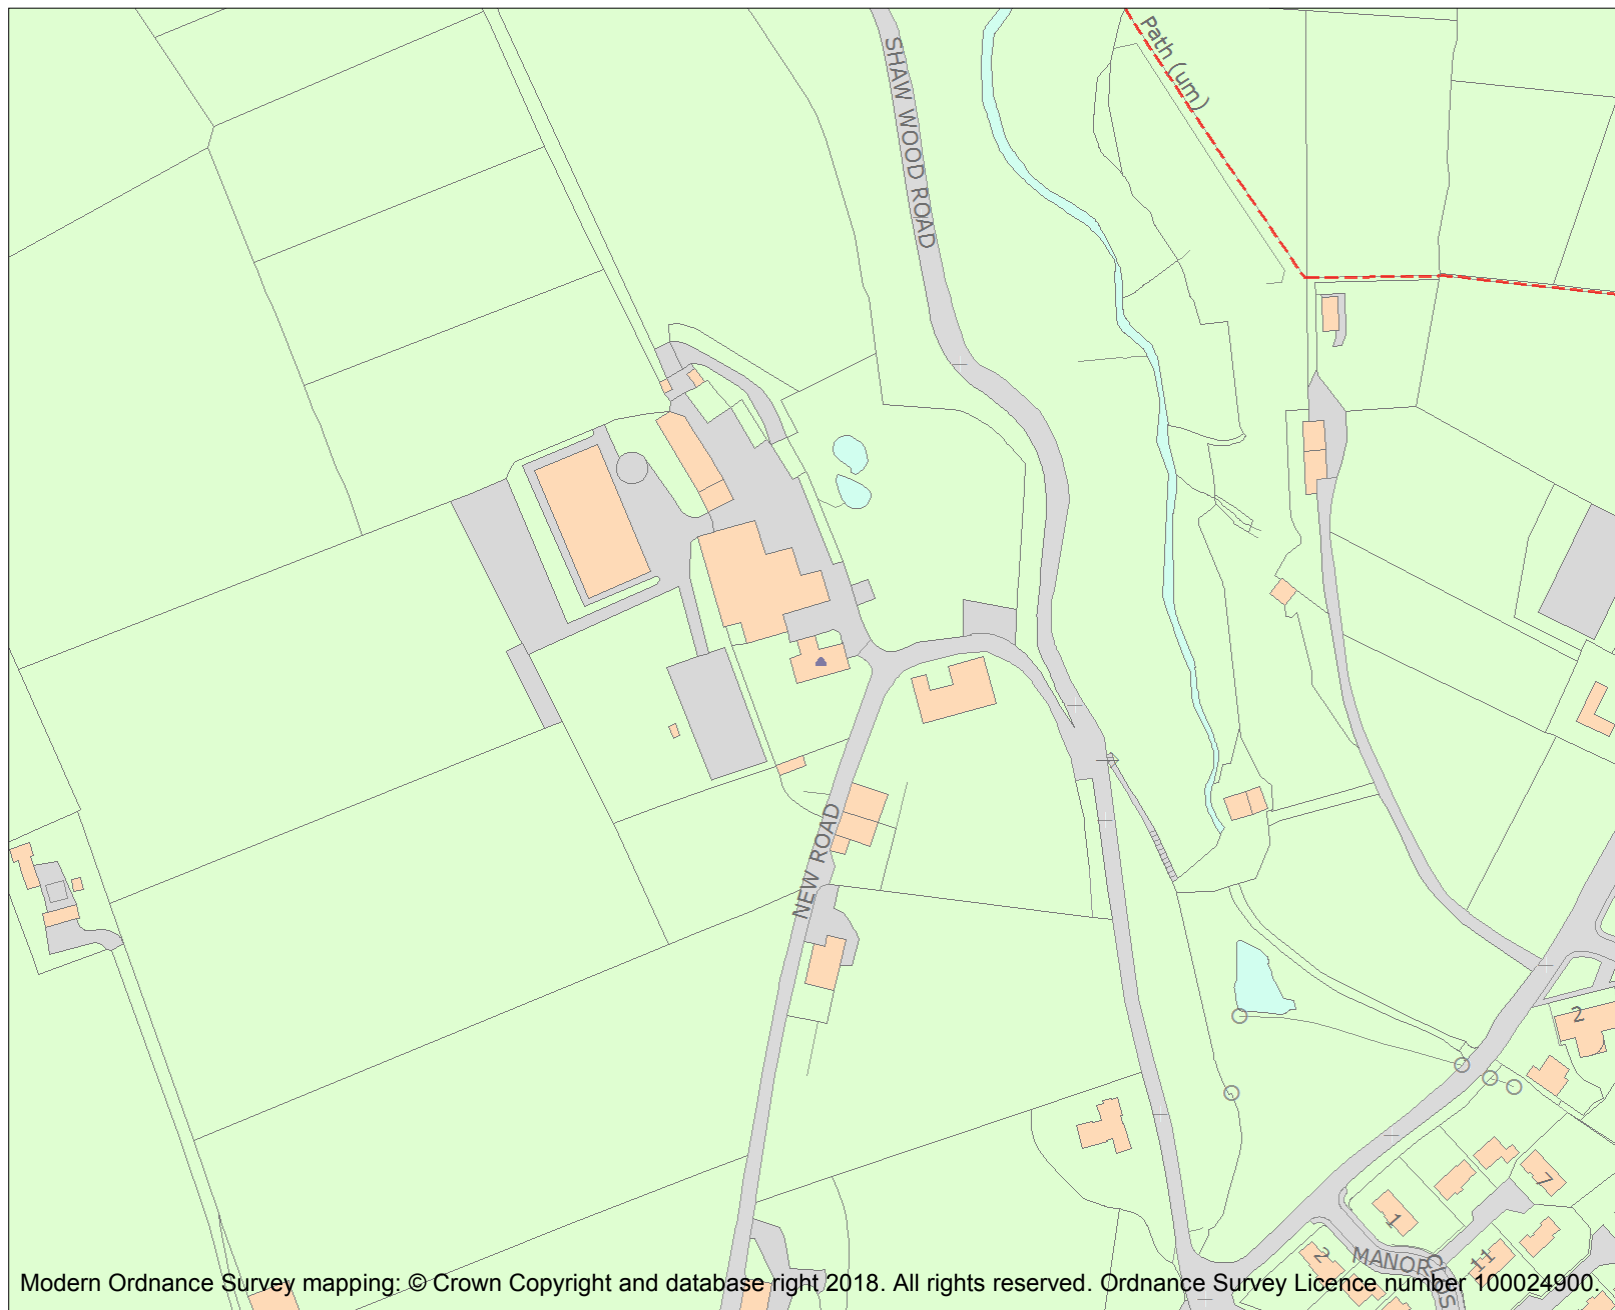 Path (um)
SHAW WOOD ROAD
NEW ROAD
2
7
1
11
2
MANOR
Modern Ordnance Survey mapping: © Crown Copyright and database right 2018. All rights reserved. Ordnance Survey Licence number 100024900.